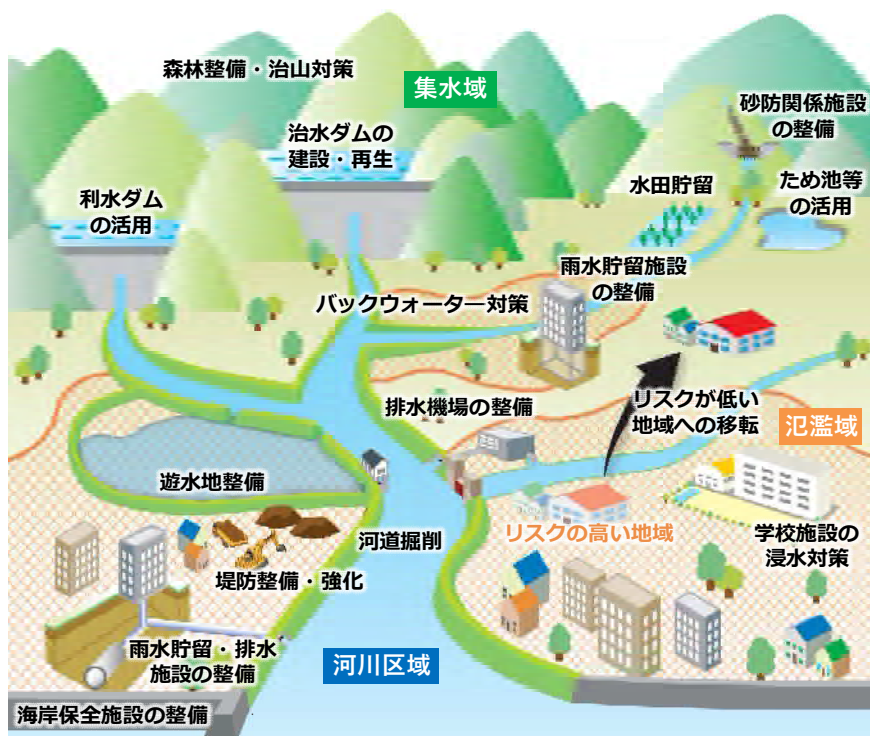 森林整備・治山対策
集水域
砂防関係施設
の整備
治水ダムの
建設・再生
水田貯留
ため池等
の活用
利水ダム
の活用
雨水貯留施設
の整備
バックウォーター対策
排水機場の整備
リスクが低い
地域への移転
氾濫域
遊水地整備
リスクの高い地域
学校施設の
浸水対策
河道掘削
堤防整備・強化
雨水貯留・排水
施設の整備
河川区域
海岸保全施設の整備